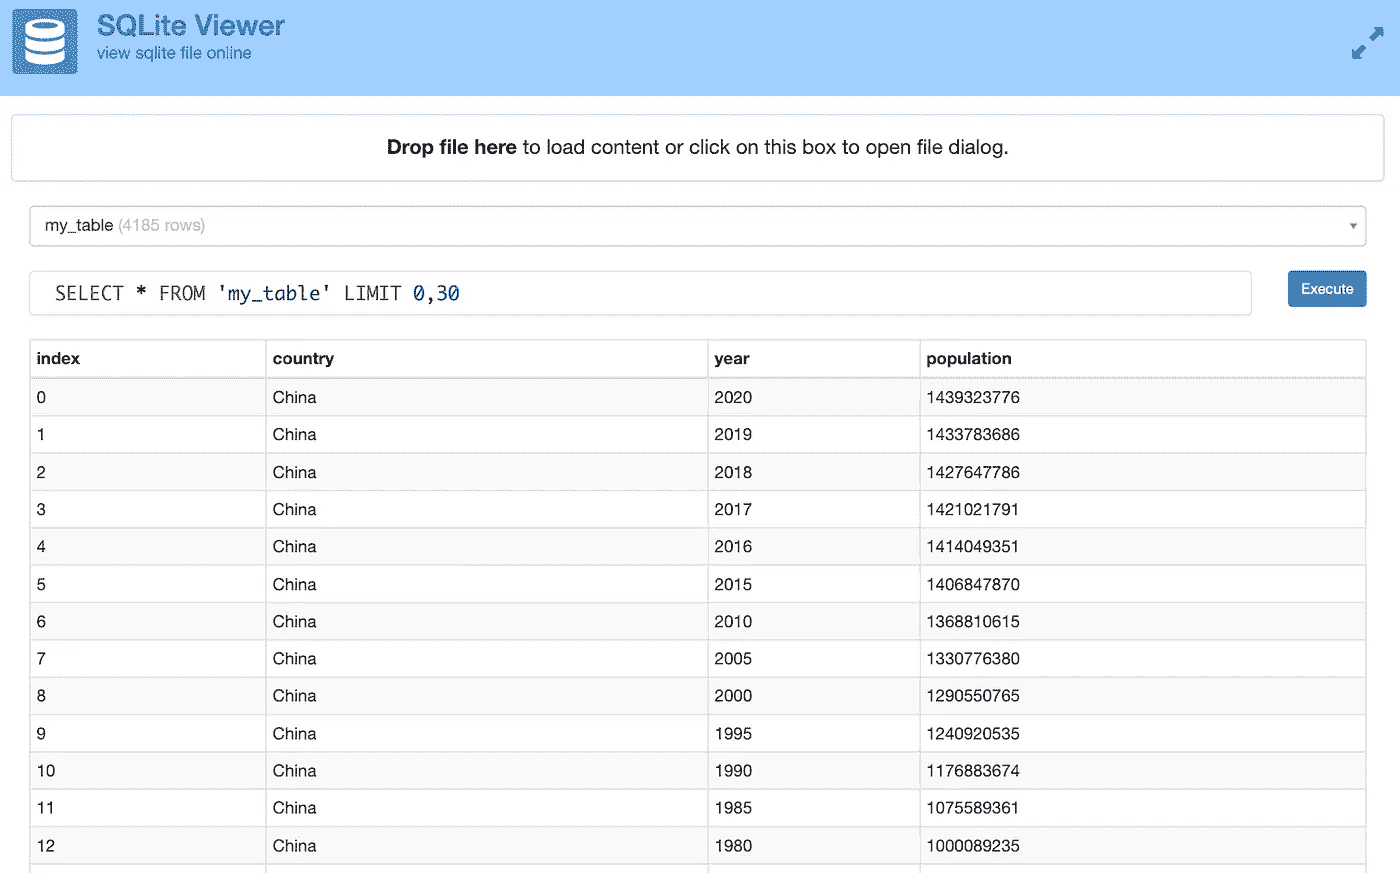 SQLite Viewer
view sqlite file online
Drop file here to load content or click on this box to open file dialog.
my_table (4185 rows)
SELECT * FROM 'my_table' LIMIT 0,30
Execute
index country year population
0 China 2020 1439323776
1 China 2019 1433783686
2 China 2018 1427647786
3 China 2017 1421021791
4 China 2016 1414049351
5 China 2015 1406847870
6 China 2010 1368810615
7 China 2005 1330776380
8 China 2000 1290550765
9 China 1995 1240920535
10 China 1990 1176883674
11 China 1985 1075589361
12 China 1980 1000089235